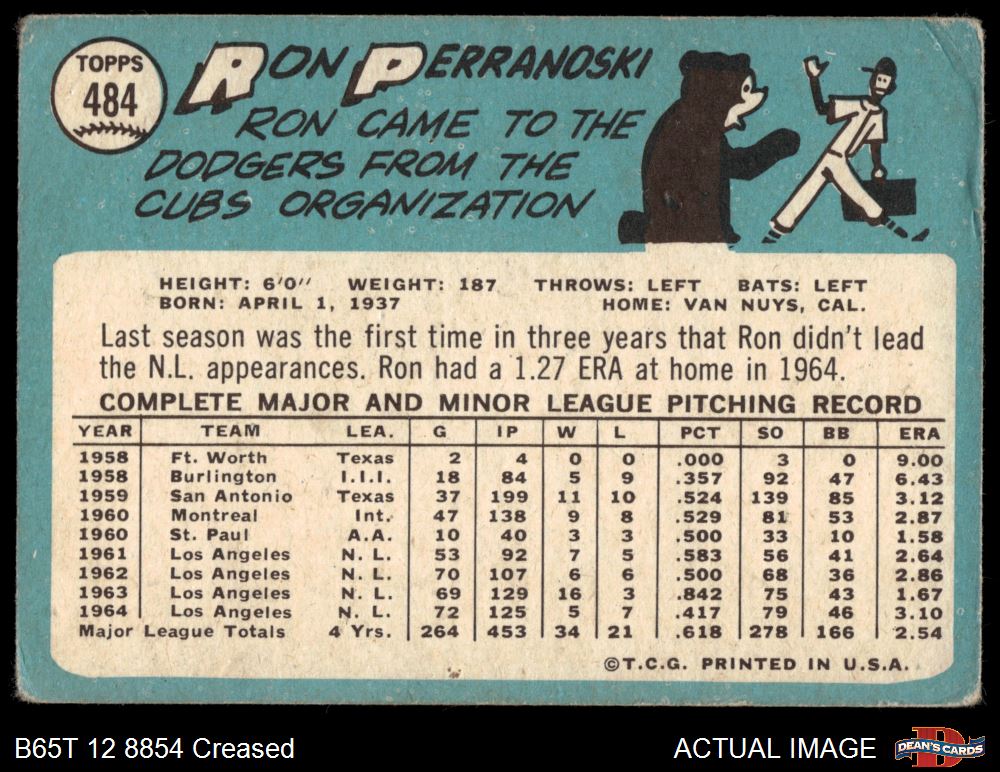 TOPPS
484
RON PERRANOSKI
RON CAME TO THE
DODGERS FROM THE
CUBS ORGANIZATION
HEIGHT: 6'0" WEIGHT: 187 THROWS: LEFT BATS: LEFT
BORN: APRIL 1, 1937 HOME: VAN NUYS, CAL.
Last season was the first time in three years that Ron didn't lead
the N.L. appearances. Ron had a 1.27 ERA at home in 1964.
COMPLETE MAJOR AND MINOR LEAGUE PITCHING RECORD
YEAR TEAM LEA. G IP W L PCT SO BB ERA
1958 Ft. Worth Texas 2 4 0 0 .000 3 0 9.00
1958 Burlington I.I.I. 18 84 5 9 .357 92 47 6.43
1959 San Antonio Texas 37 199 11 10 .524 139 85 3.12
1960 Montreal Int. 47 138 9 8 .529 81 53 2.87
1960 St. Paul A.A. 10 40 3 3 .500 33 10 1.58
1961 Los Angeles N. L. 53 92 7 5 .583 56 41 2.64
1962 Los Angeles N. L. 70 107 6 6 .500 68 36 2.86
1963 Los Angeles N. L. 69 129 16 3 .842 75 43 1.67
1964 Los Angeles N. L. 72 125 5 7 .417 79 46 3.10
Major League Totals 4 Yrs. 264 453 34 21 .618 278 166 2.54
©T.C.G. PRINTED IN U.S.A.
B65T 12 8854 Creased
ACTUAL IMAGE
D
DEAN'S CARDS